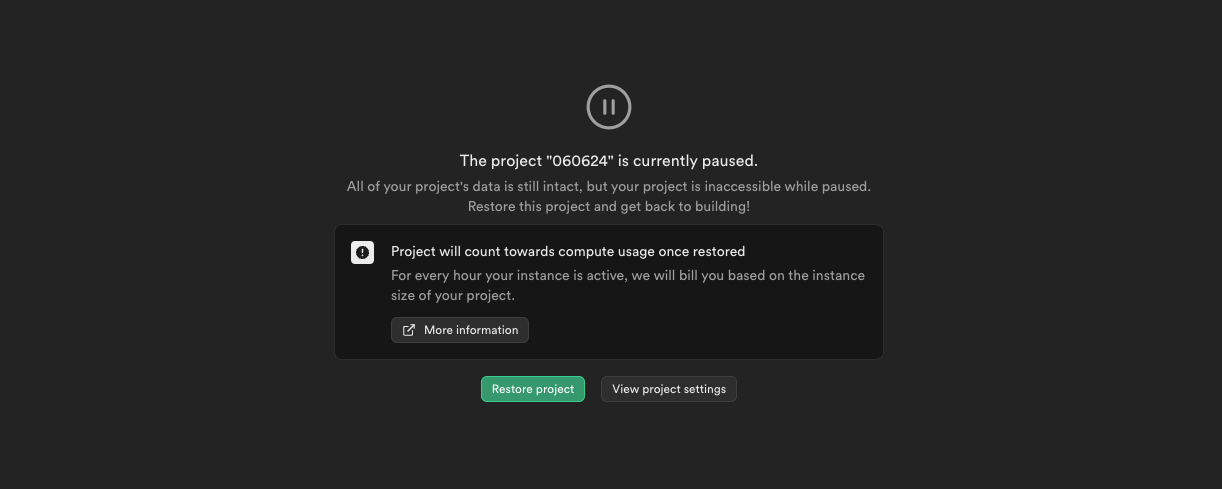 The project "060624" is currently paused.
All of your project's data is still intact, but your project is inaccessible while paused.
Restore this project and get back to building!
Project will count towards compute usage once restored
For every hour your instance is active, we will bill you based on the instance
size of your project.
More information
Restore project
View project settings